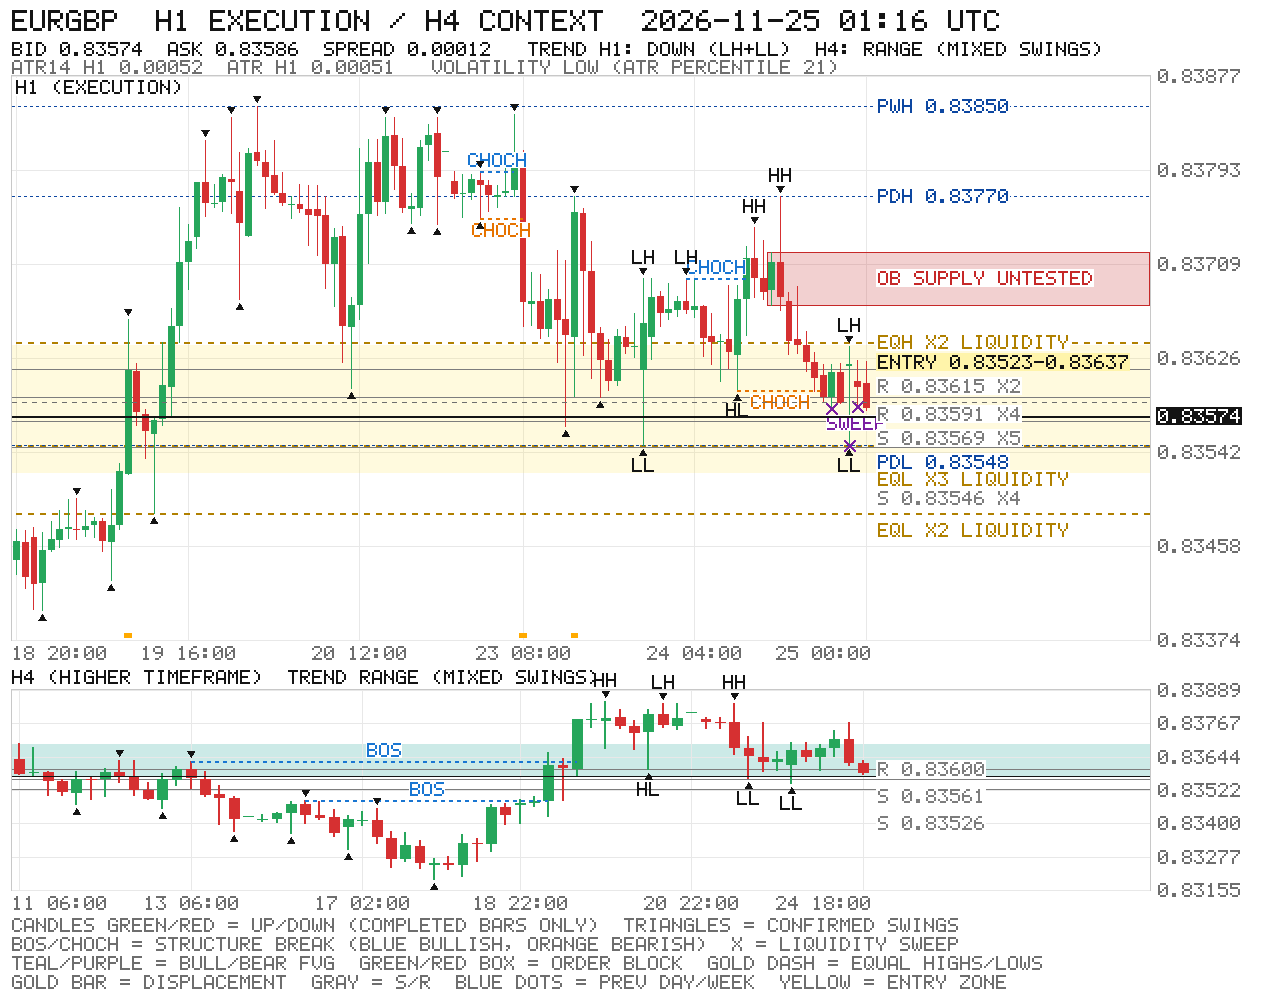 EURGBP  H1 EXECUTION / H4 CONTEXT  2026-11-25 01:16 UTC
BID 0.83574  ASK 0.83586  SPREAD 0.00012  TREND H1: DOWN (LH+LL)  H4: RANGE (MIXED SWINGS)
ATR14 H1 0.00052  ATR H1 0.00051  VOLATILITY LOW (ATR PERCENTILE 21)
0.83877
H1 (EXECUTION)
PWH 0.83850
CHOCH
0.83793
HH
PDH 0.83770
HH
CHOCH
LH
LH
CHOCH
0.83709
OB SUPPLY UNTESTED
LH
EQH X2 LIQUIDITY
ENTRY 0.83523-0.83637
0.83626
R 0.83615 X2
CHOCH
HL
R 0.83591 X4
0.83574
SWEEP
S 0.83569 X5
0.83542
LL
LL
PDL 0.83548
EQL X3 LIQUIDITY
S 0.83546 X4
EQL X2 LIQUIDITY
0.83458
0.83374
18 20:00  19 16:00  20 12:00  23 08:00  24 04:00  25 00:00
H4 (HIGHER TIMEFRAME)  TREND RANGE (MIXED SWINGS)
HH
LH
HH
0.83889
0.83767
BOS
0.83644
R 0.83600
HL
BOS
LL
LL
S 0.83561
0.83522
S 0.83526
0.83400
0.83277
0.83155
11 06:00  13 06:00  17 02:00  18 22:00  20 22:00  24 18:00
CANDLES GREEN/RED = UP/DOWN (COMPLETED BARS ONLY)  TRIANGLES = CONFIRMED SWINGS
BOS/CHOCH = STRUCTURE BREAK (BLUE BULLISH, ORANGE BEARISH)  X = LIQUIDITY SWEEP
TEAL/PURPLE = BULL/BEAR FVG  GREEN/RED BOX = ORDER BLOCK  GOLD DASH = EQUAL HIGHS/LOWS
GOLD BAR = DISPLACEMENT  GRAY = S/R  BLUE DOTS = PREV DAY/WEEK  YELLOW = ENTRY ZONE